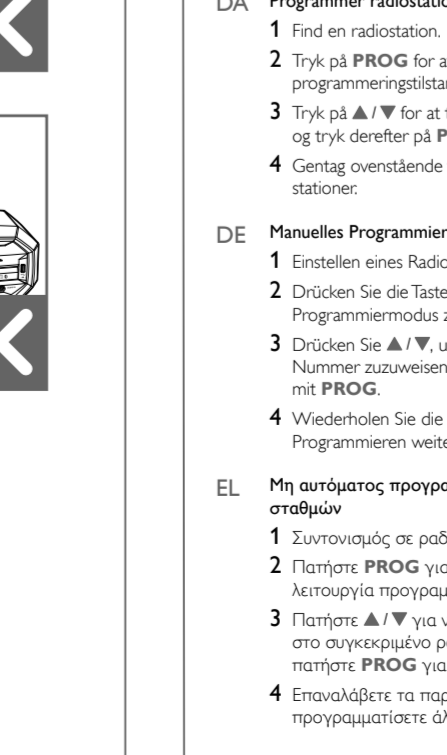 DA Programmer radiostatio
1 Find en radiostation.
2 Tryk på PROG for a
programmeringstilstan
3 Tryk på ▲ / ▼ for at t
og tryk derefter på P
4 Gentag ovenstående
stationer.
DE Manuelles Programmier
1 Einstellen eines Radio
2 Drücken Sie die Taste
Programmiermodus z
3 Drücken Sie ▲ / ▼, u
Nummer zuzuweisen
mit PROG.
4 Wiederholen Sie die
Programmieren weite
EL Μη αυτόματος προγρα
σταθμών
1 Συντονισμός σε ραδ
2 Πατήστε PROG για
λειτουργία προγραμ
3 Πατήστε ▲ / ▼ για ν
στο συγκεκριμένο ρα
πατήστε PROG για
4 Επαναλάβετε τα παρ
προγραμματίσετε άλ